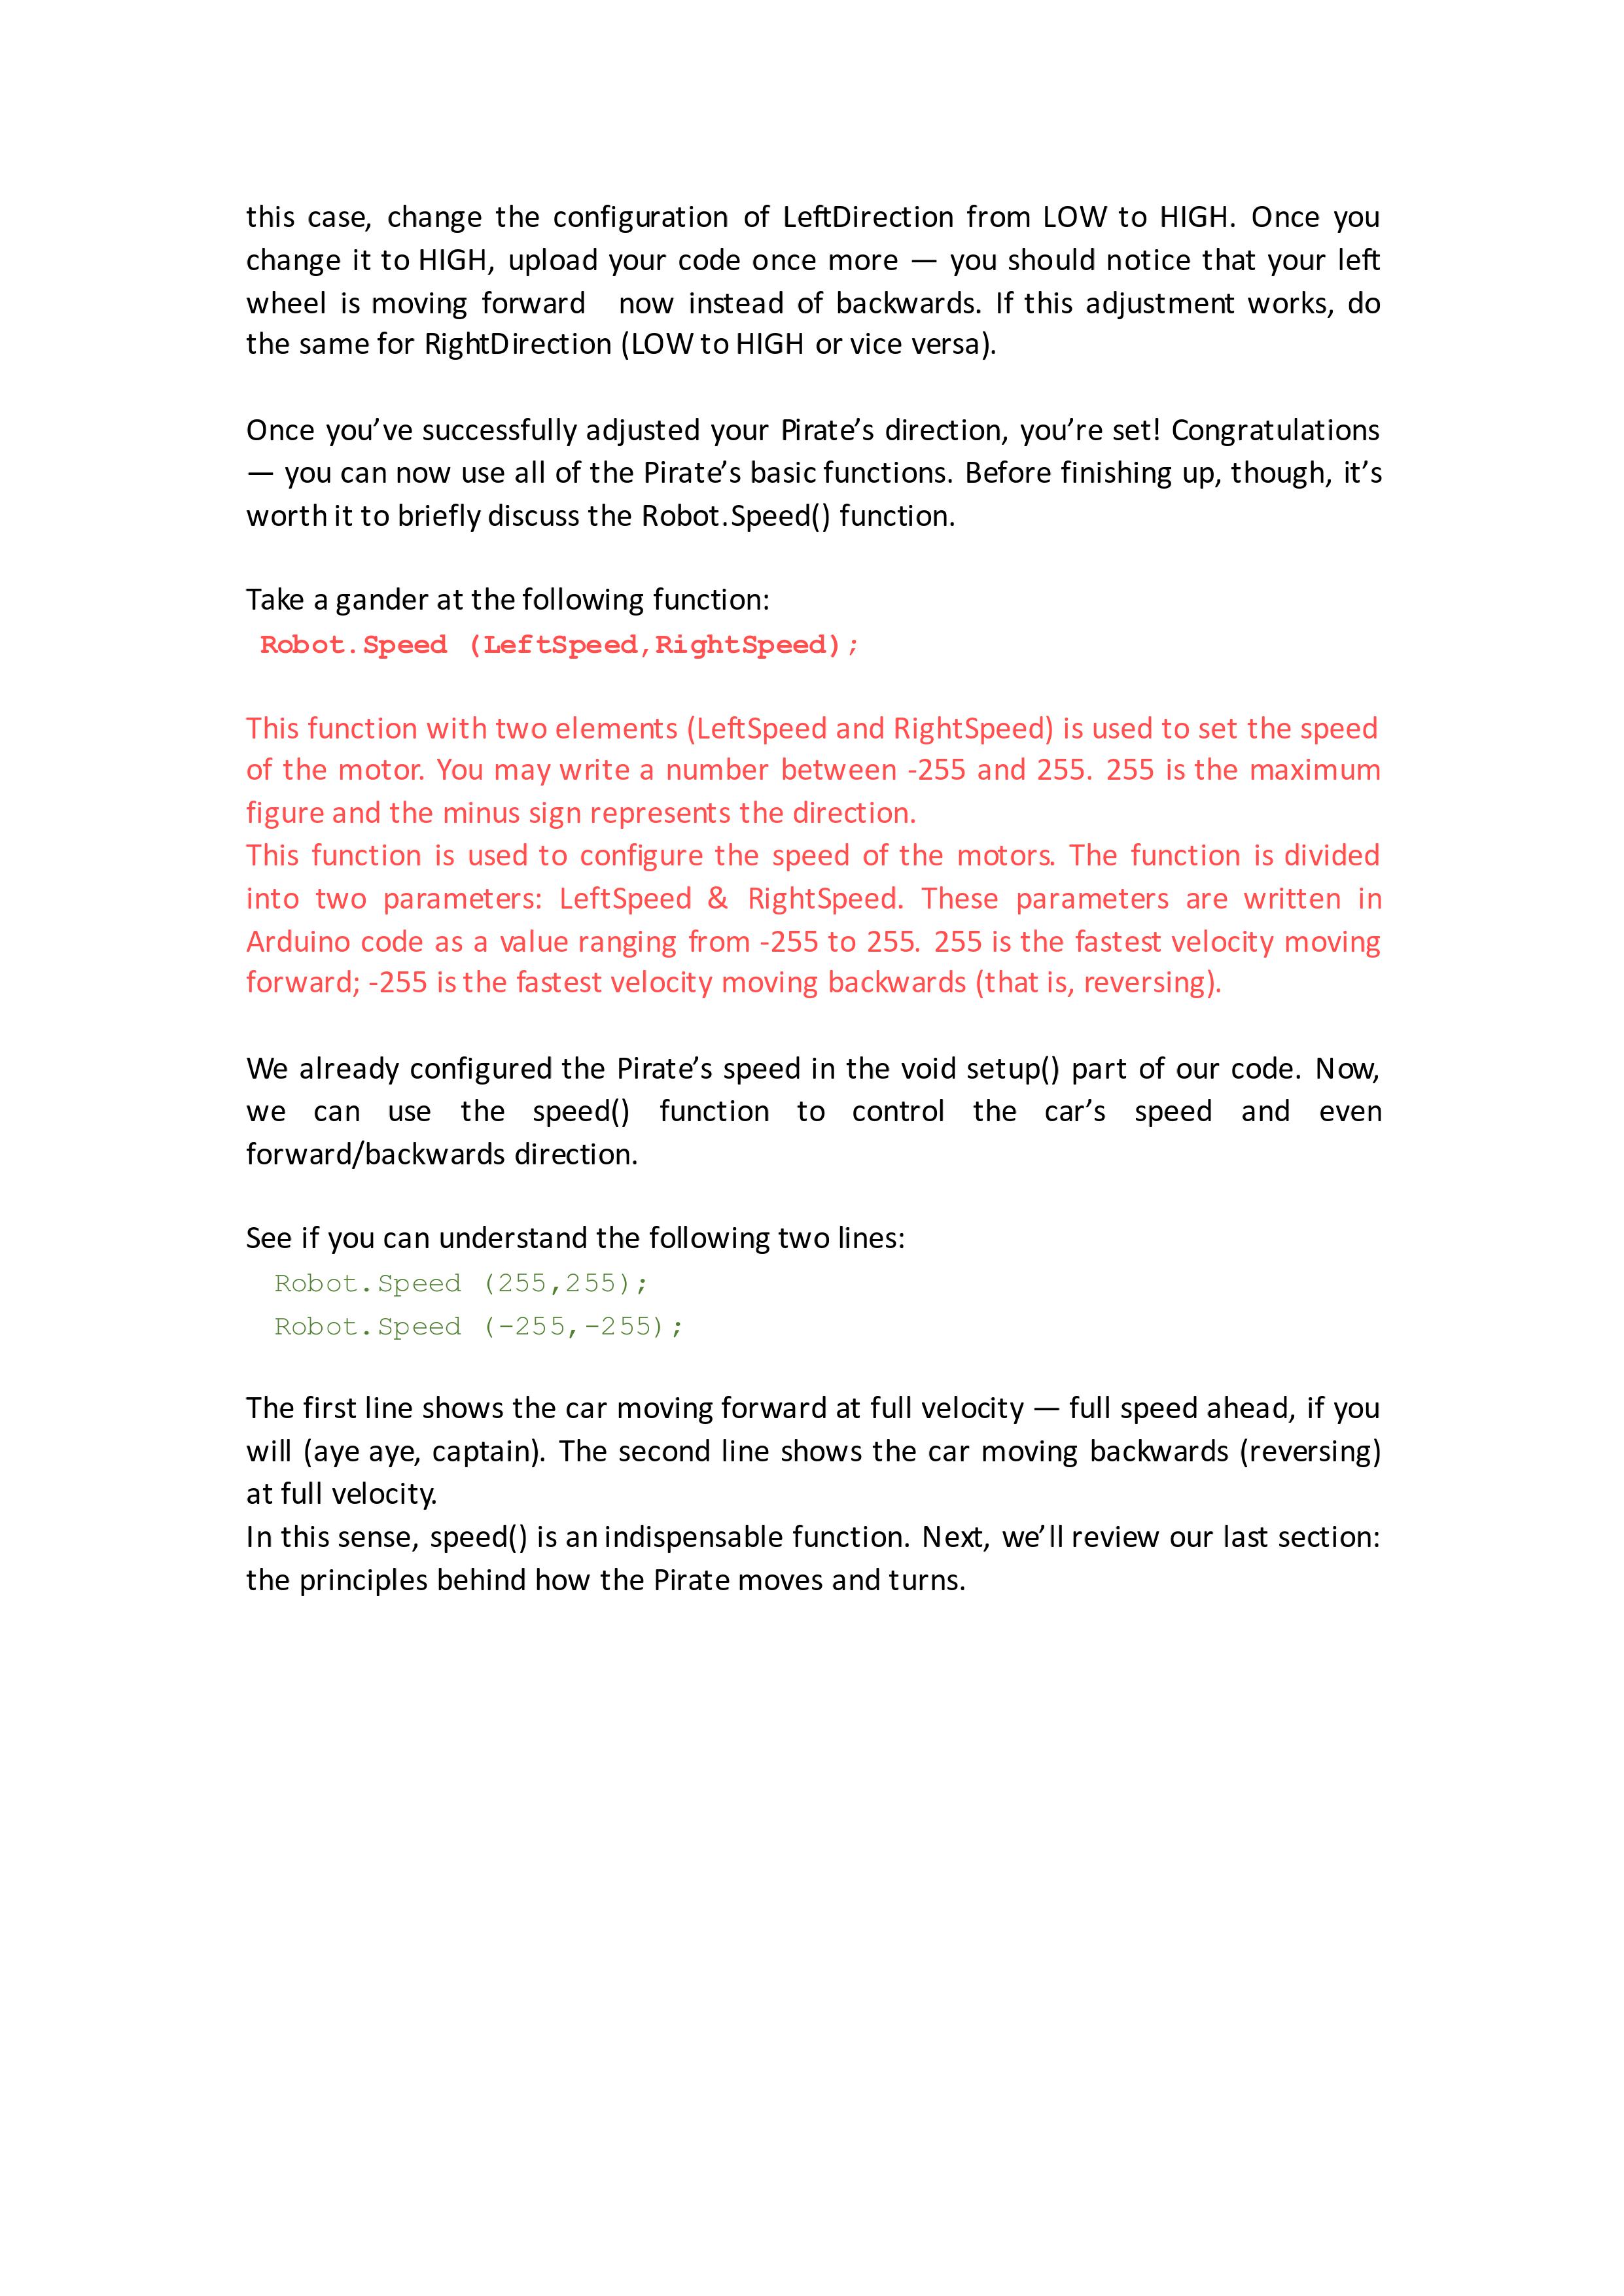 this case, change the configuration of LeftDirection from LOW to HIGH. Once you
change it to HIGH, upload your code once more — you should notice that your left
wheel is moving forward now instead of backwards. If this adjustment works, do
the same for RightDirection (LOW to HIGH or vice versa).
Once you’ve successfully adjusted your Pirate’s direction, you’re set! Congratulations
— you can now use all of the Pirate’s basic functions. Before finishing up, though, it’s
worth it to briefly discuss the Robot.Speed() function.
Take a gander at the following function:
Robot.Speed (LeftSpeed,RightSpeed);
This function with two elements (LeftSpeed and RightSpeed) is used to set the speed
of the motor. You may write a number between -255 and 255. 255 is the maximum
figure and the minus sign represents the direction.
This function is used to configure the speed of the motors. The function is divided
into two parameters: LeftSpeed & RightSpeed. These parameters are written in
Arduino code as a value ranging from -255 to 255. 255 is the fastest velocity moving
forward; -255 is the fastest velocity moving backwards (that is, reversing).
We already configured the Pirate’s speed in the void setup() part of our code. Now,
we can use the speed() function to control the car’s speed and even
forward/backwards direction.
See if you can understand the following two lines:
Robot.Speed (255,255);
Robot.Speed (-255,-255);
The first line shows the car moving forward at full velocity — full speed ahead, if you
will (aye aye, captain). The second line shows the car moving backwards (reversing)
at full velocity.
In this sense, speed() is an indispensable function. Next, we’ll review our last section:
the principles behind how the Pirate moves and turns.